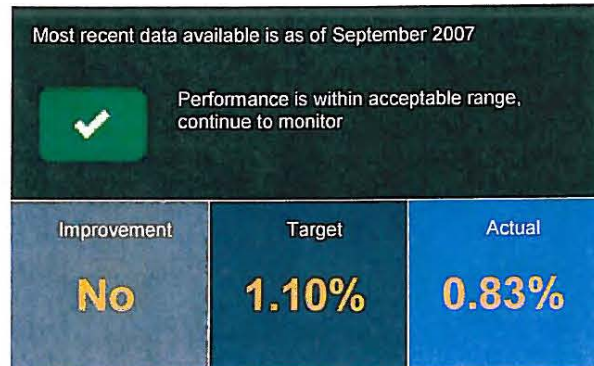 Most recent data available is as of September 2007
Performance is within acceptable range,
continue to monitor
Improvement
Target
Actual
No
1.10%
0.83%